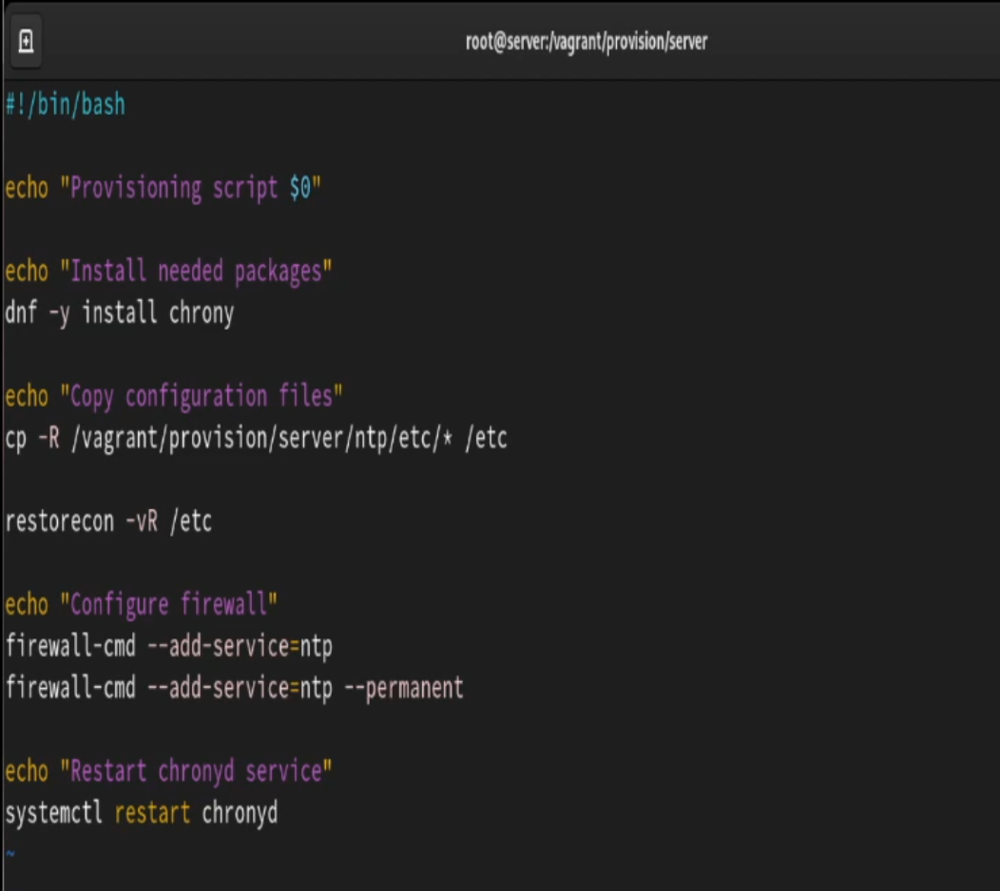 root@server:/vagrant/provision/server
#!/bin/bash
echo "Provisioning script $0"
echo "Install needed packages"
dnf -y install chrony
echo "Copy configuration files"
cp -R /vagrant/provision/server/ntp/etc/* /etc
restorecon -vR /etc
echo "Configure firewall"
firewall-cmd --add-service=ntp
firewall-cmd --add-service=ntp --permanent
echo "Restart chronyd service"
systemctl restart chronyd
~